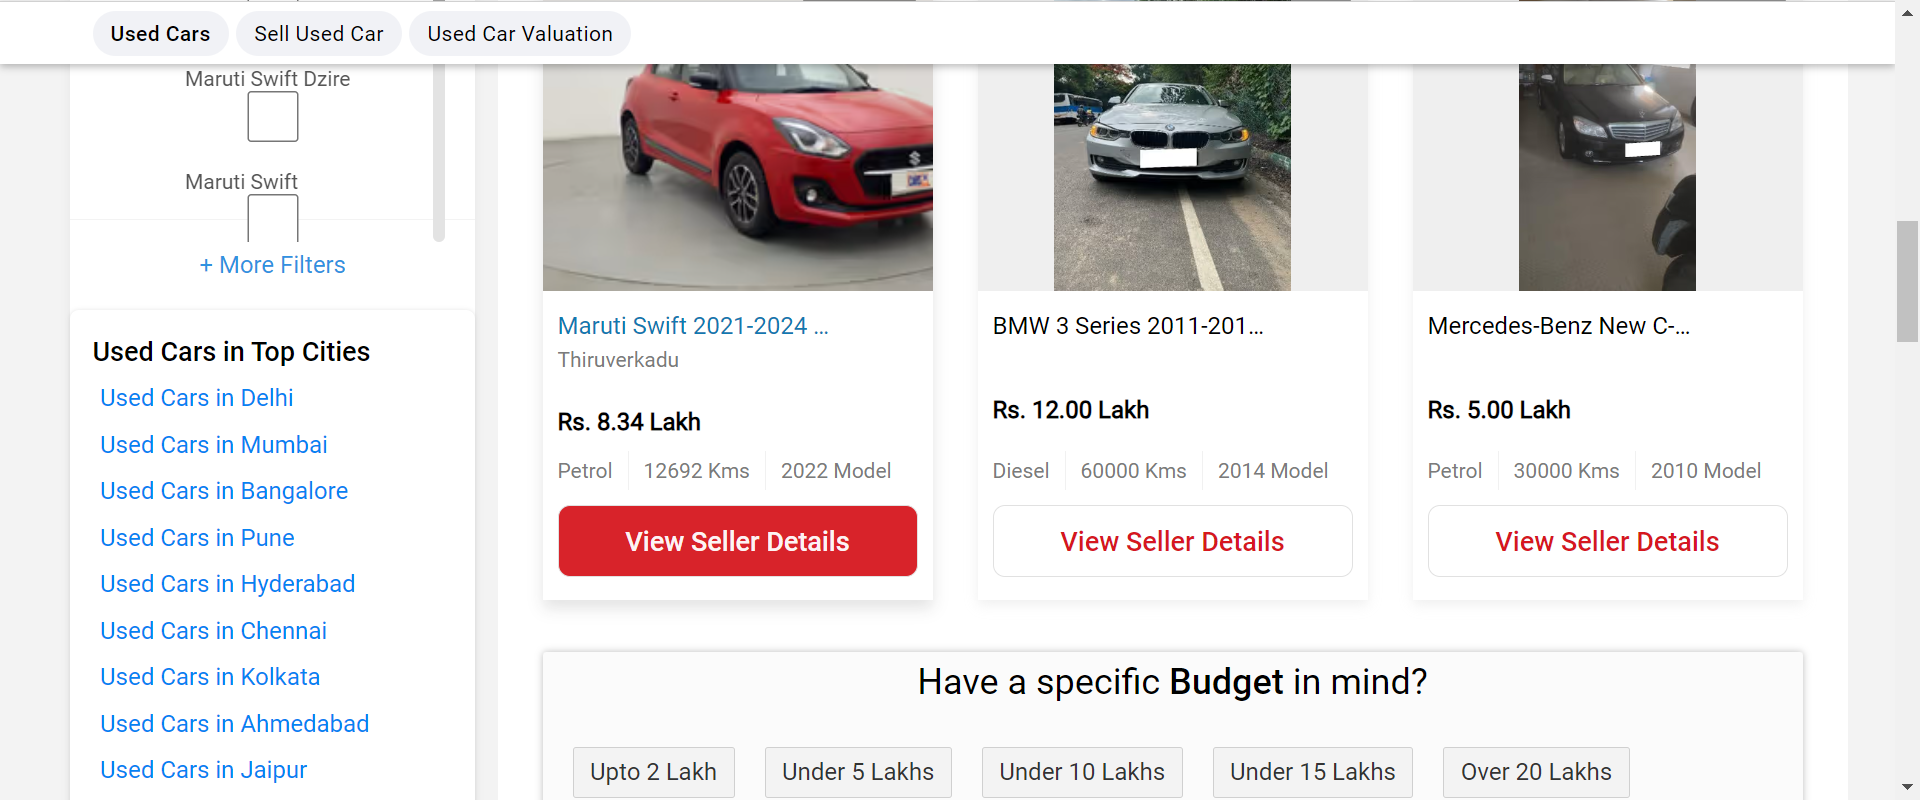 Used Cars
Sell Used Car
Used Car Valuation
Maruti Swift Dzire
Maruti Swift
+ More Filters
Used Cars in Top Cities
Used Cars in Delhi
Used Cars in Mumbai
Used Cars in Bangalore
Used Cars in Pune
Used Cars in Hyderabad
Used Cars in Chennai
Used Cars in Kolkata
Used Cars in Ahmedabad
Used Cars in Jaipur
Maruti Swift 2021-2024 ...
Thiruverkadu
Rs. 8.34 Lakh
Petrol
12692 Kms
2022 Model
View Seller Details
BMW 3 Series 2011-201...
Rs. 12.00 Lakh
Diesel
60000 Kms
2014 Model
View Seller Details
Mercedes-Benz New C-...
Rs. 5.00 Lakh
Petrol
30000 Kms
2010 Model
View Seller Details
Have a specific Budget in mind?
Upto 2 Lakh
Under 5 Lakhs
Under 10 Lakhs
Under 15 Lakhs
Over 20 Lakhs